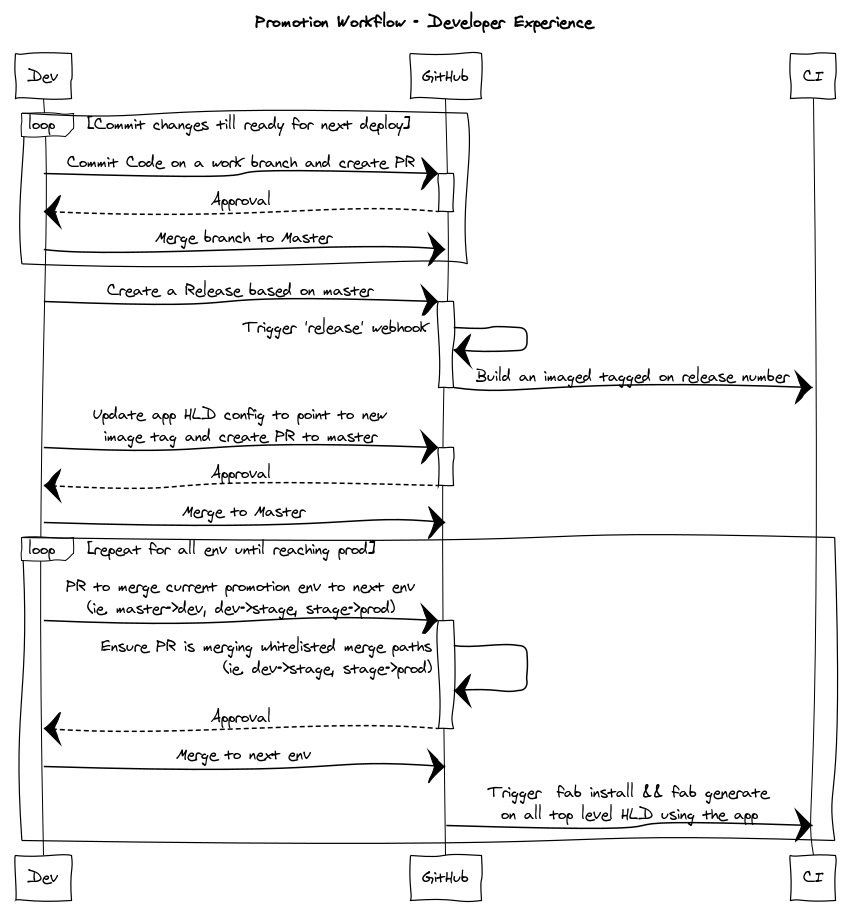 Promotion Workflow - Developer Experience
Dev
GitHub
CI
loop
[Commit changes till ready for next deploy]
Commit Code on a work branch and create PR
Approval
Merge branch to Master
Create a Release based on master
Trigger 'release' webhook
Build an imaged tagged on release number
Update app HLD config to point to new
image tag and create PR to master
Approval
Merge to Master
loop
[repeat for all env until reaching prod]
PR to merge current promotion env to next env
(ie, master->dev, dev->stage, stage->prod)
Ensure PR is merging whitelisted merge paths
(ie, dev->stage, stage->prod)
Approval
Merge to next env
Trigger fab install && fab generate
on all top level HLD using the app
Dev
GitHub
CI